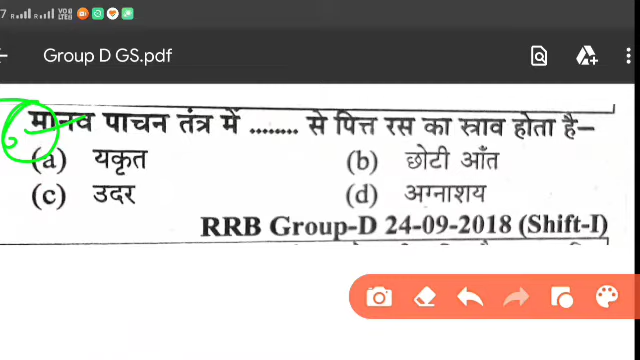 Group D GS.pdf
मानव पाचन तंत्र में ........ से पित्त रस का स्त्राव होता है–
(a) यकृत (b) छोटी आँत
(c) उदर (d) अग्नाशय
RRB Group-D 24-09-2018 (Shift-I)